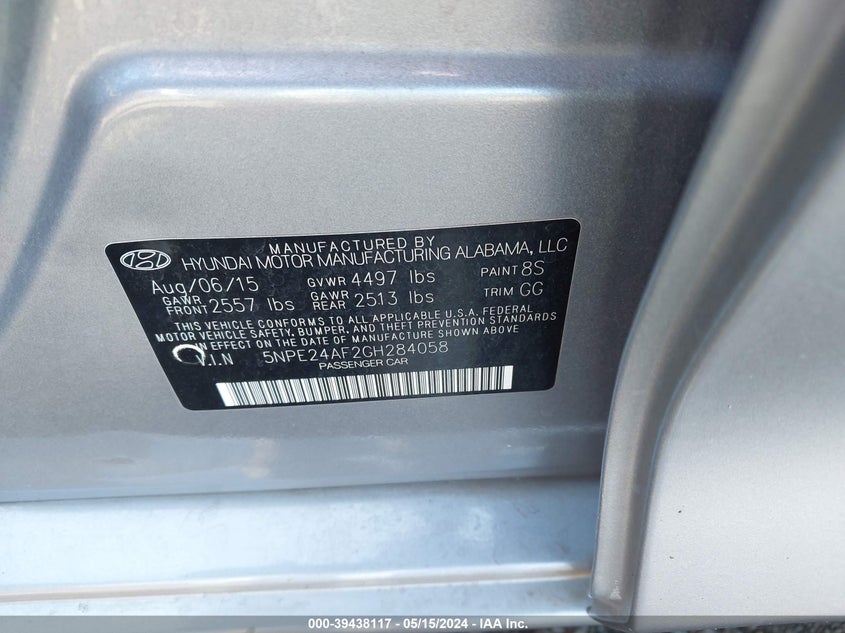 MANUFACTURED BY
HYUNDAI MOTOR MANUFACTURING ALABAMA, LLC
Aug/06/15 GVWR 4497 lbs PAINT 8S
GAWR FRONT 2557 lbs GAWR REAR 2513 lbs TRIM GG
THIS VEHICLE CONFORMS TO ALL APPLICABLE U.S.A. FEDERAL
MOTOR VEHICLE SAFETY, BUMPER, AND THEFT PREVENTION STANDARDS
IN EFFECT ON THE DATE OF MANUFACTURE SHOWN ABOVE
V.I.N 5NPE24AF2GH284058
PASSENGER CAR
000-39438117 - 05/15/2024 - IAA Inc.